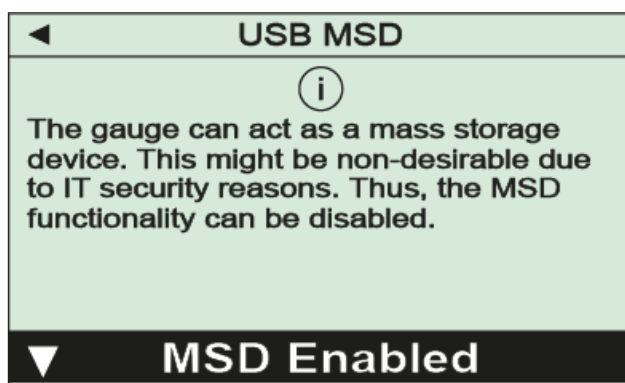 USB MSD
i
The gauge can act as a mass storage
device. This might be non-desirable due
to IT security reasons. Thus, the MSD
functionality can be disabled.
MSD Enabled